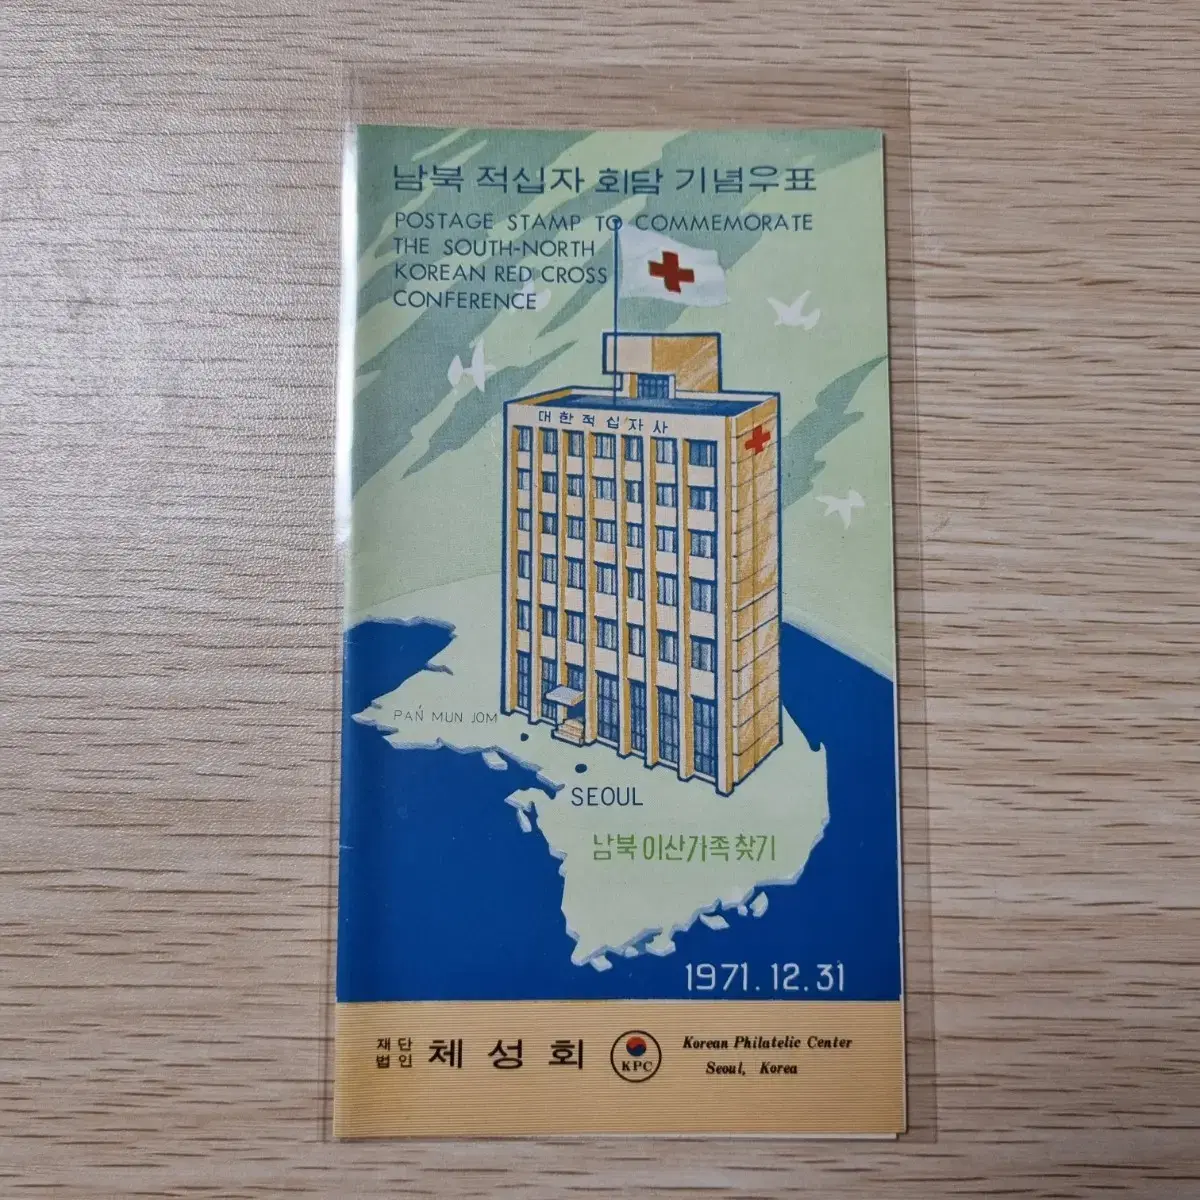 남북 적십자 회담 기념우표
POSTAGE STAMP TO COMMEMORATE
THE SOUTH-NORTH
KOREAN RED CROSS
CONFERENCE
대한적십자사
PAN MUN JOM
SEOUL
남북 이산가족 찾기
1971.12.31
재단
법인
체성회
KPC
Korean Philatelic Center
Seoul, Korea